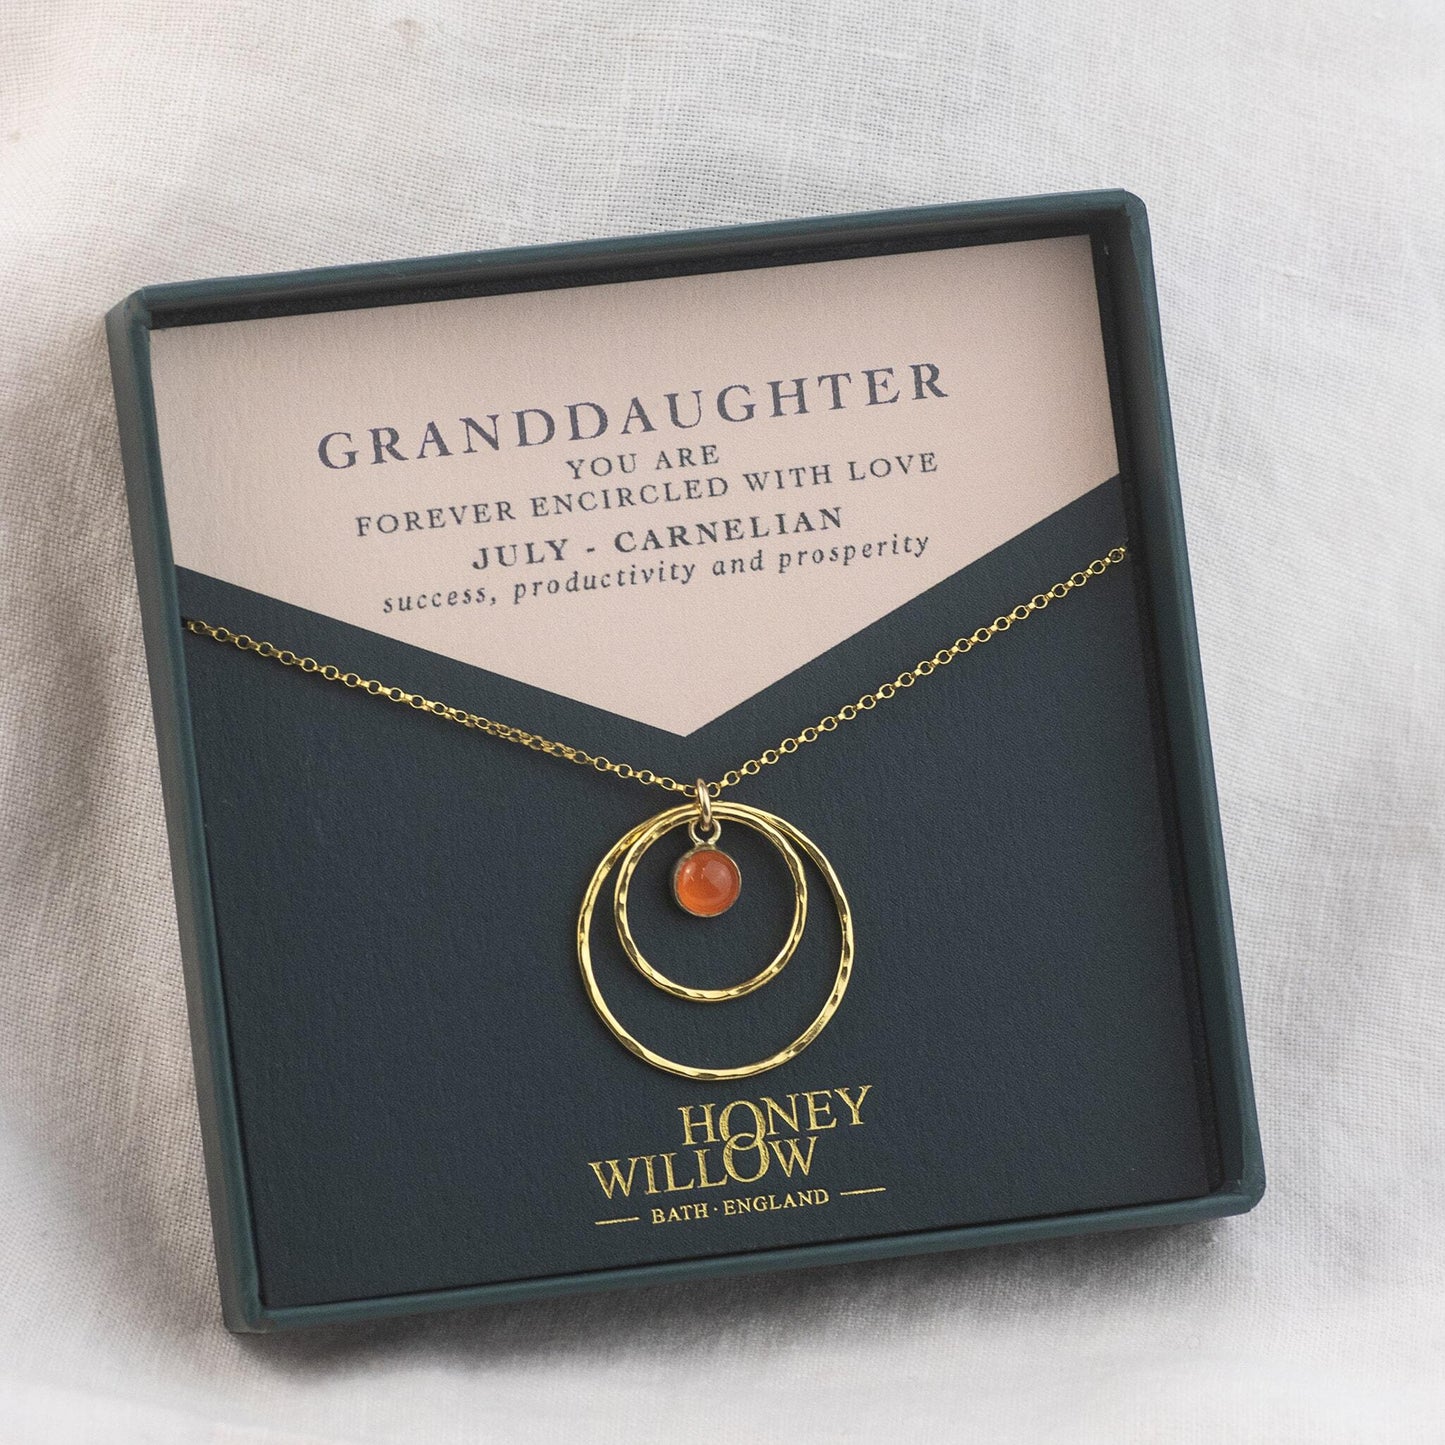 GRANDDAUGHTER
YOU ARE
FOREVER ENCIRCLED WITH LOVE
JULY - CARNELIAN
success, productivity and prosperity
HONEY
WILLOW
BATH · ENGLAND